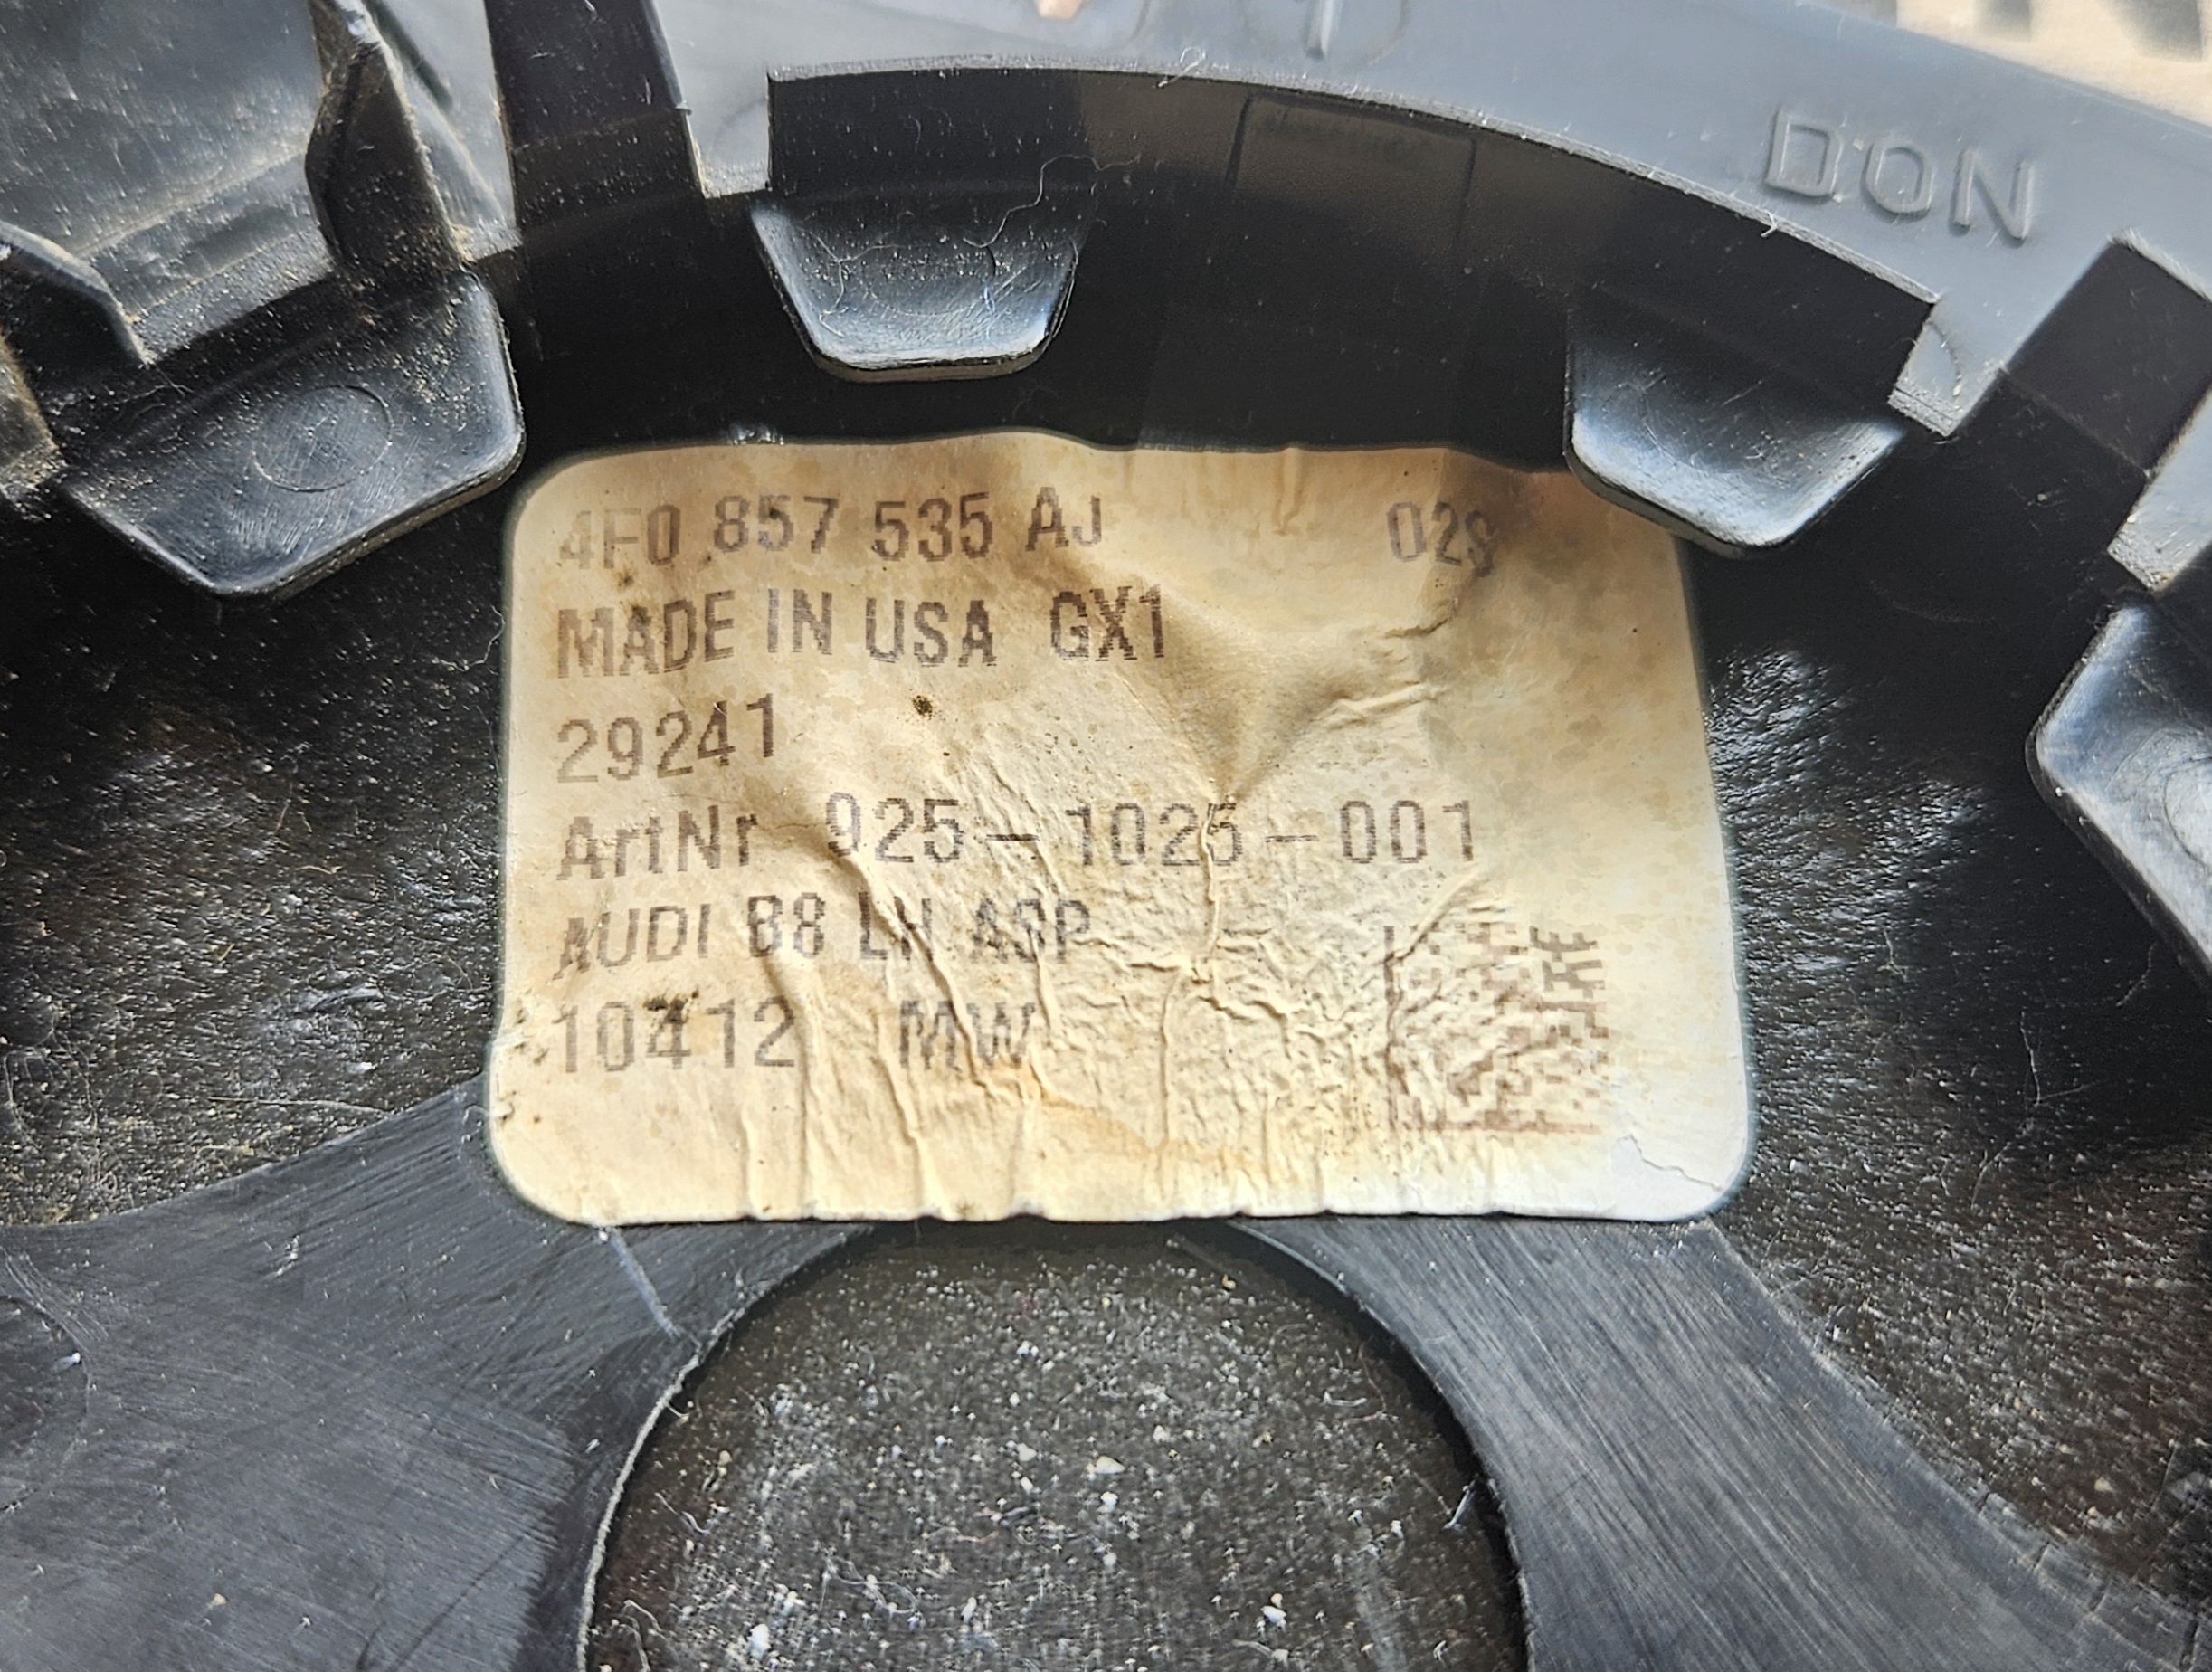 DON
4F0 857 535 AJ 02S
MADE IN USA GX1
29241
ArtNr 925-1025-001
AUDI B8 LH ASP
10412 MW